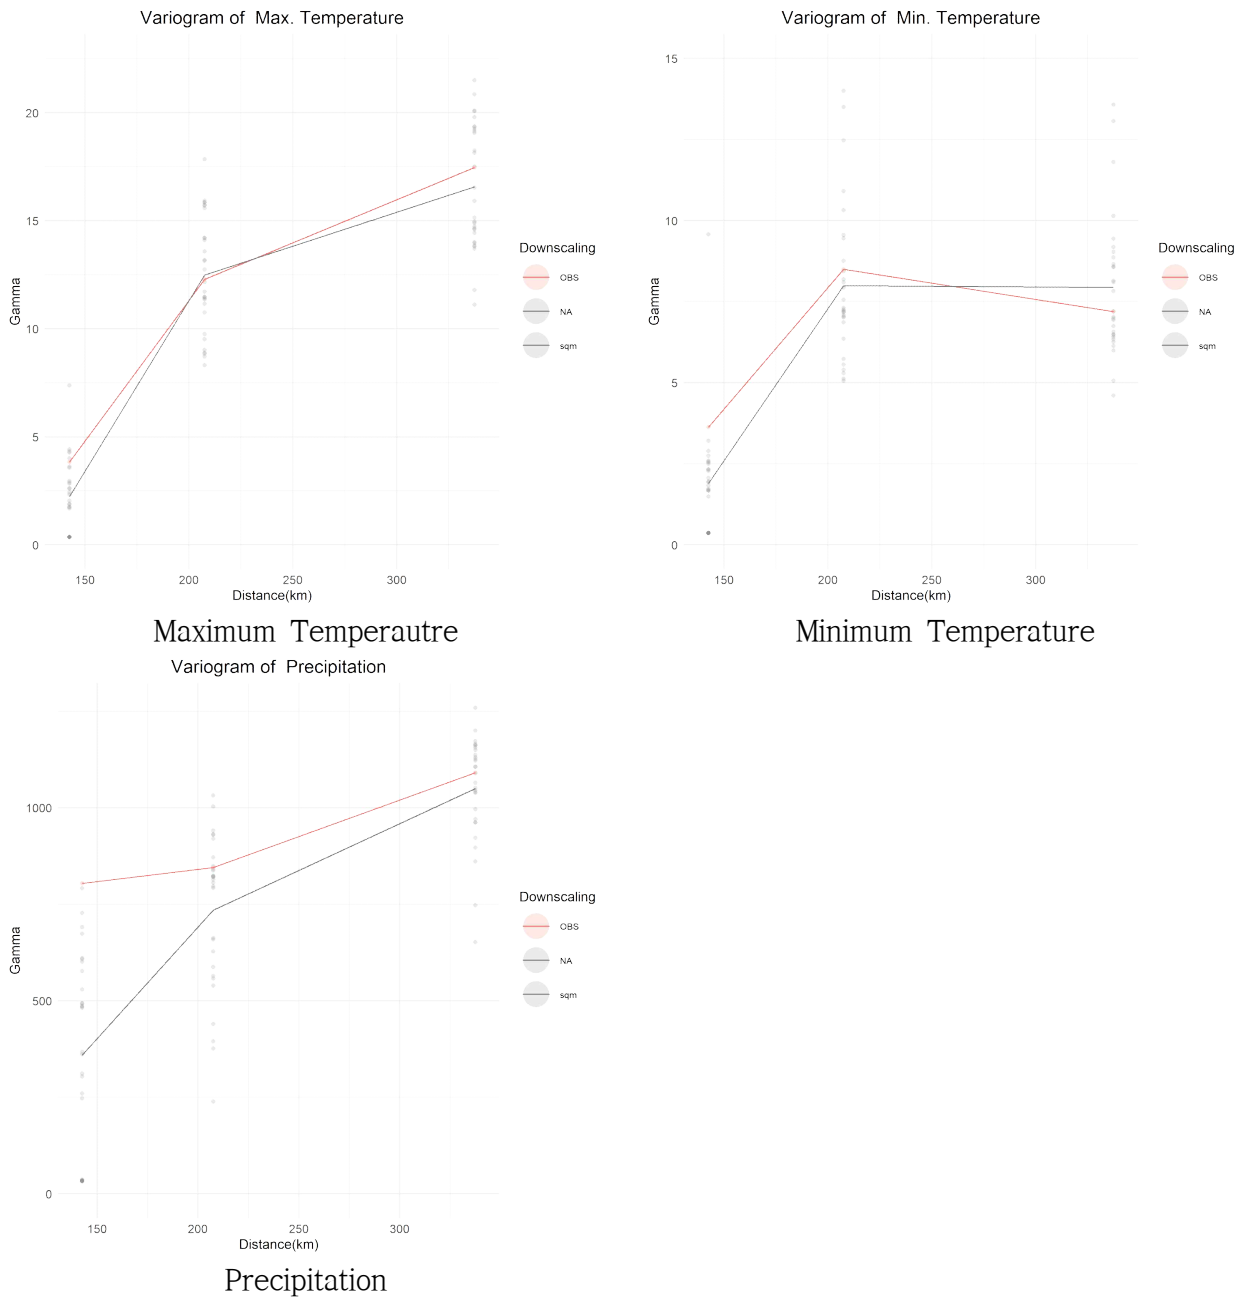 Variogram of Max. Temperature
20
15
10
5
0
Gamma
150 200 250 300
Distance(km)
Downscaling
OBS
NA
sqm
Maximum Temperautre
Variogram of Min. Temperature
15
10
5
0
Gamma
150 200 250 300
Distance(km)
Downscaling
OBS
NA
sqm
Minimum Temperature
Variogram of Precipitation
1000
500
0
Gamma
150 200 250 300
Distance(km)
Downscaling
OBS
NA
sqm
Precipitation